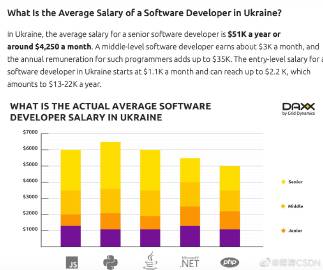 What Is the Average Salary of a Software Developer in Ukraine?
In Ukraine, the average salary for a senior software developer is $51K a year or
around $4,250 a month. A middle-level software developer earns about $3K a month, and
the annual remuneration for such programmers adds up to $35K. The entry-level salary for a
software developer in Ukraine starts at $1.1K a month and can reach up to $2.2 K, which
amounts to $13-22K a year.
WHAT IS THE ACTUAL AVERAGE SOFTWARE
DEVELOPER SALARY IN UKRAINE
DAXX
by Grid Dynamics
$7000
$6000
$5000
$4000
$3000
$2000
$1000
Senior
Middle
Junior
JS
Java
Microsoft
.NET
php